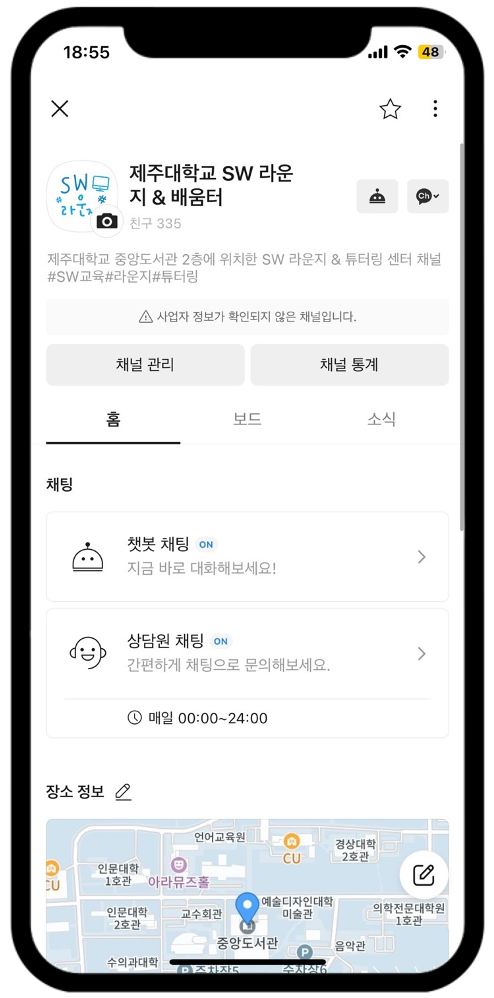 18:55
48
SW
라운지
제주대학교 SW 라운
지 & 배움터
친구 335
Ch
제주대학교 중앙도서관 2층에 위치한 SW 라운지 & 튜터링 센터 채널
#SW교육#라운지#튜터링
사업자 정보가 확인되지 않은 채널입니다.
채널 관리
채널 통계
홈
보드
소식
채팅
챗봇 채팅 ON
지금 바로 대화해보세요!
상담원 채팅 ON
간편하게 채팅으로 문의해보세요.
매일 00:00~24:00
장소 정보
언어교육원
CU
경상대학
2호관
CU
인문대학
1호관
아라뮤즈홀
인문대학
2호관
교수회관
예술디자인대학
미술관
의학전문대학원
1호관
중앙도서관
음악관
수의과대학
P
주차장5
P
주차장6